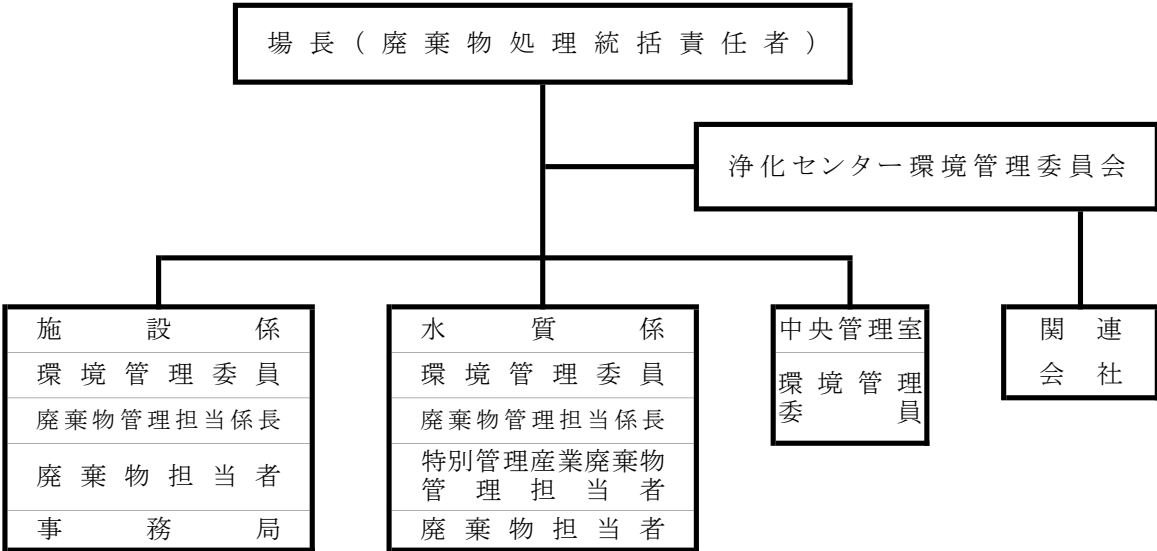 場長（廃棄物処理統括責任者）
浄化センター環境管理委員会
施設係
環境管理委員
廃棄物管理担当係長
廃棄物担当者
事務局
水質係
環境管理委員
廃棄物管理担当係長
特別管理産業廃棄物
管理担当者
廃棄物担当者
中央管理室
環境管理
委員
関連
会社